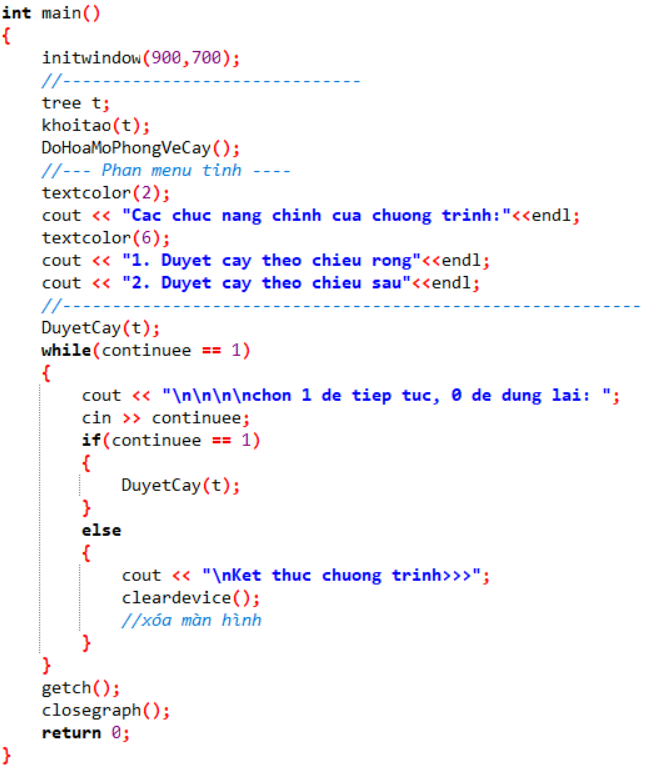 int main()
{
    initwindow(900,700);
    //------------------------------
    tree t;
    khoitao(t);
    DoHoaMoPhongVeCay();
    //--- Phan menu tinh ----
    textcolor(2);
    cout << "Cac chuc nang chinh cua chuong trinh:"<<endl;
    textcolor(6);
    cout << "1. Duyet cay theo chieu rong"<<endl;
    cout << "2. Duyet cay theo chieu sau"<<endl;
    //----------------------------------------------------------
    DuyetCay(t);
    while(continuee == 1)
    {
        cout << "\n\n\n\nchon 1 de tiep tuc, 0 de dung lai: ";
        cin >> continuee;
        if(continuee == 1)
        {
            DuyetCay(t);
        }
        else
        {
            cout << "\nKet thuc chuong trinh>>>";
            cleardevice();
            //xóa màn hình
        }
    }
    getch();
    closegraph();
    return 0;
}